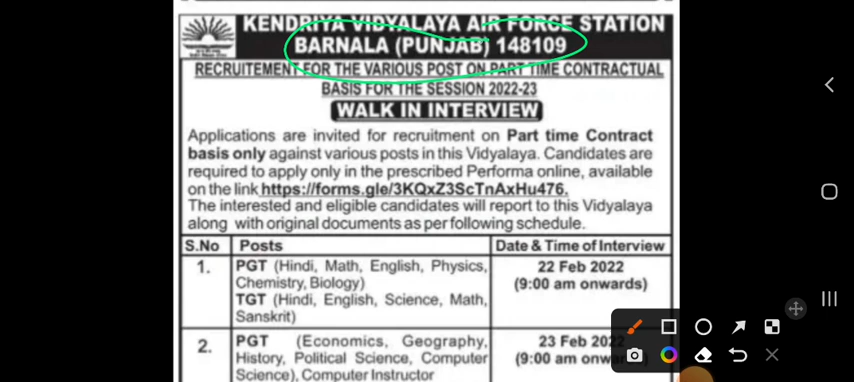 KENDRIYA VIDYALAYA AIR FORCE STATION
BARNALA (PUNJAB) 148109
RECRUITEMENT FOR THE VARIOUS POST ON PART TIME CONTRACTUAL
BASIS FOR THE SESSION 2022-23
WALK IN INTERVIEW
Applications are invited for recruitment on Part time Contract
basis only against various posts in this Vidyalaya. Candidates are
required to apply only in the prescribed Performa online, available
on the link https://forms.gle/3KQxZ3ScTnAxHu476.
The interested and eligible candidates will report to this Vidyalaya
along with original documents as per following schedule.
S.No Posts Date & Time of Interview
1. PGT (Hindi, Math, English, Physics, 22 Feb 2022
Chemistry, Biology) (9:00 am onwards)
TGT (Hindi, English, Science, Math,
Sanskrit)
2. PGT (Economics, Geography, 23 Feb 2022
History, Political Science, Computer (9:00 am
Science), Computer Instructor